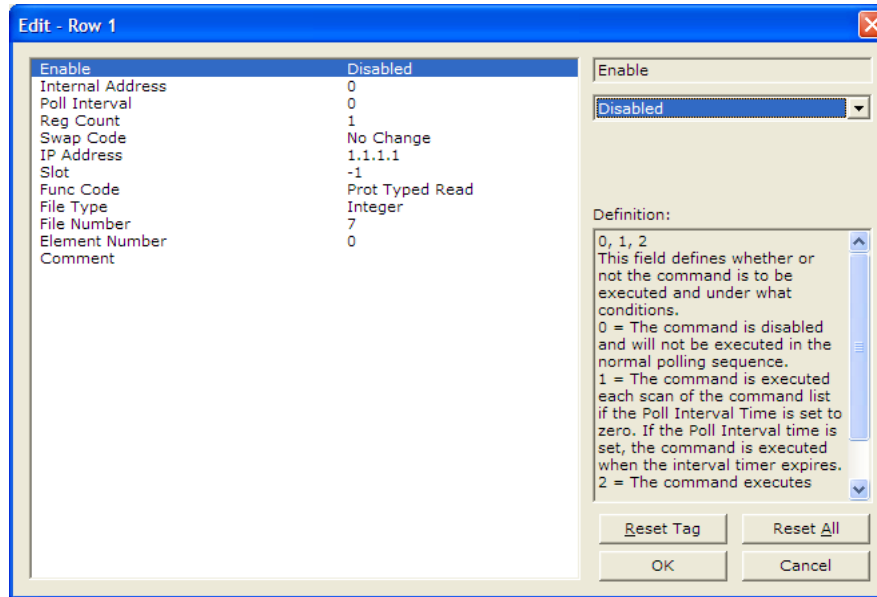 Edit - Row 1
Enable Disabled
Internal Address 0
Poll Interval 0
Reg Count 1
Swap Code No Change
IP Address 1.1.1.1
Slot -1
Func Code Prot Typed Read
File Type Integer
File Number 7
Element Number 0
Comment
Enable
Disabled
Definition:
0, 1, 2
This field defines whether or
not the command is to be
executed and under what
conditions.
0 = The command is disabled
and will not be executed in the
normal polling sequence.
1 = The command is executed
each scan of the command list
if the Poll Interval Time is set to
zero. If the Poll Interval time is
set, the command is executed
when the interval timer expires.
2 = The command executes
Reset Tag Reset All
OK Cancel